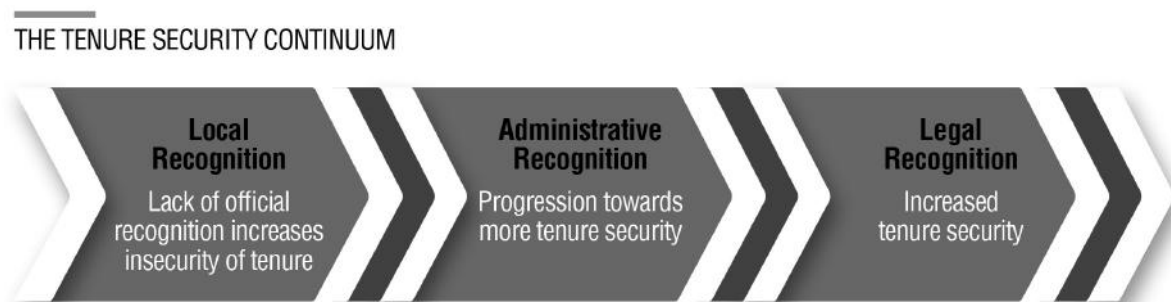 THE TENURE SECURITY CONTINUUM
Local
Recognition
Lack of official
recognition increases
insecurity of tenure
Administrative
Recognition
Progression towards
more tenure security
Legal
Recognition
Increased
tenure security